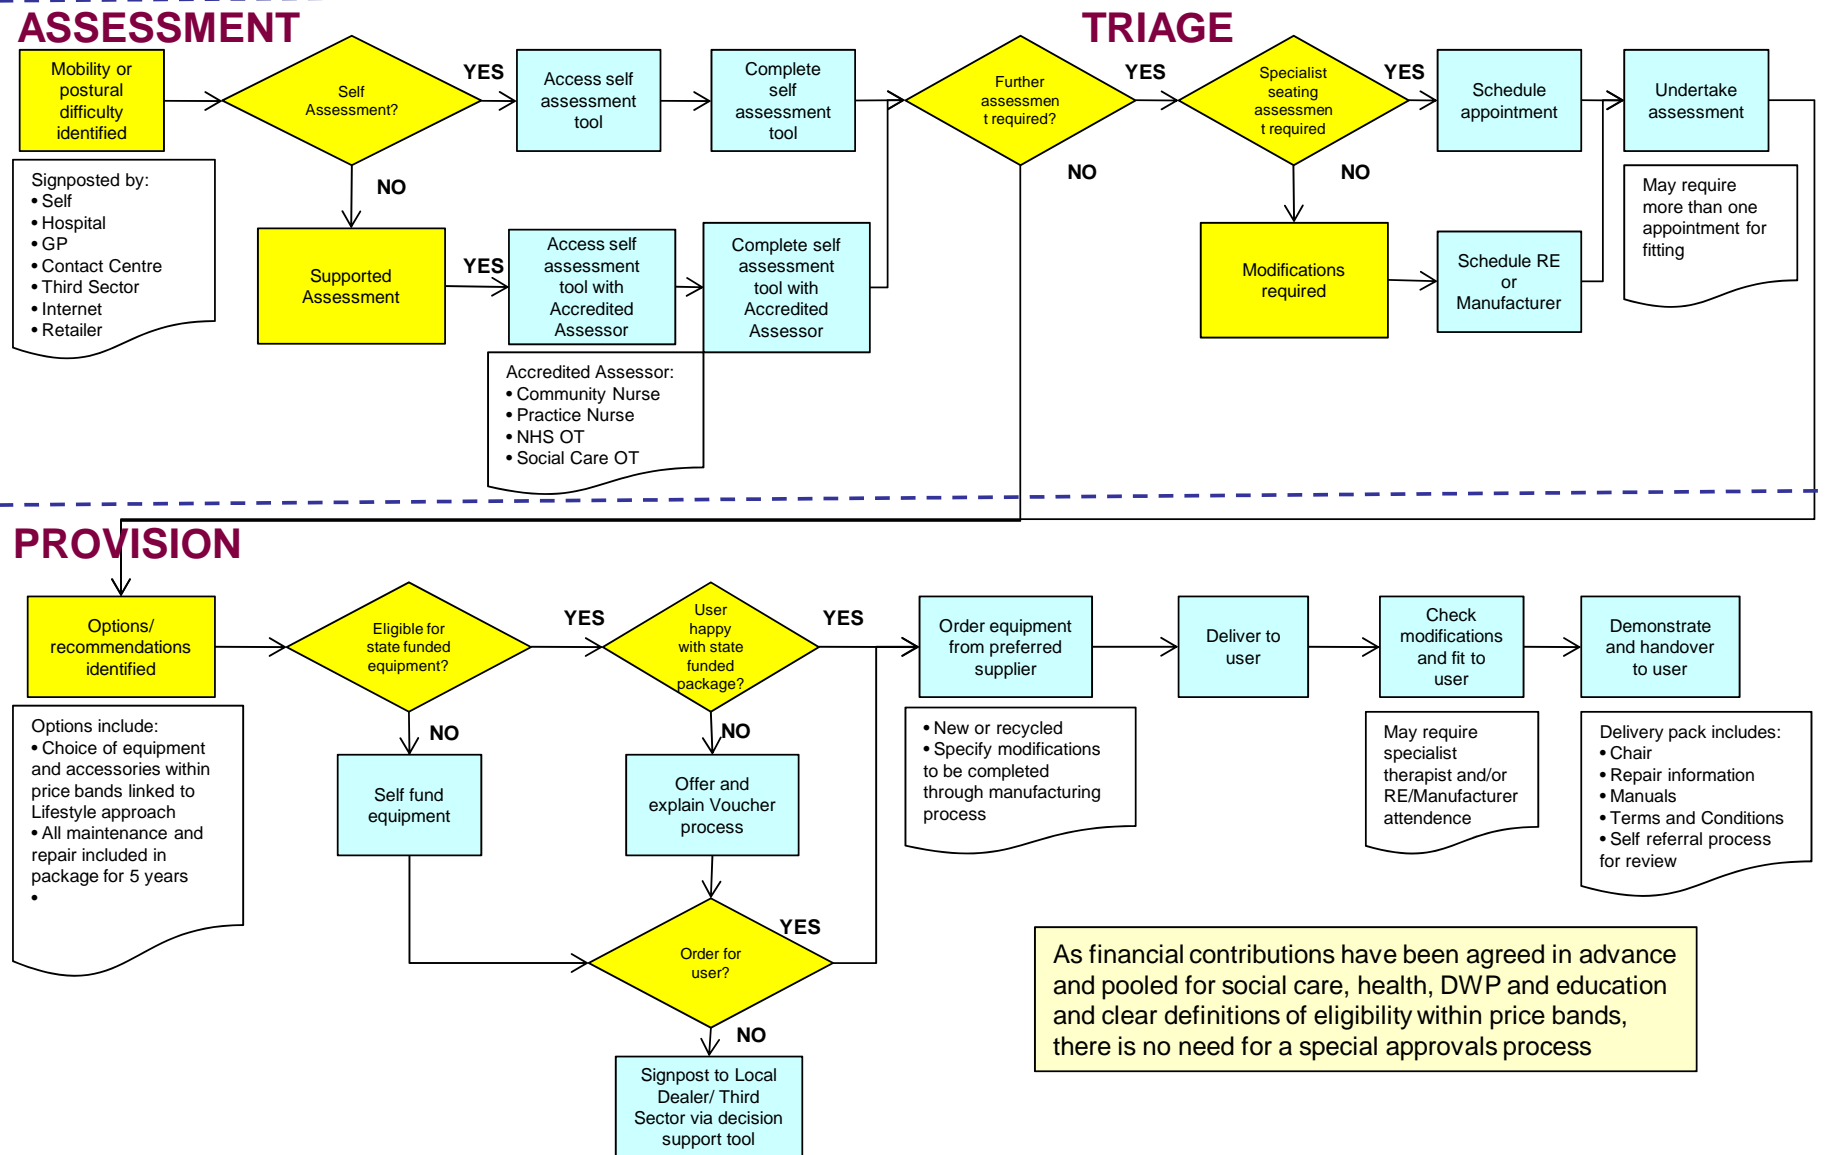 ASSESSMENT
TRIAGE
Mobility or
postural
difficulty
identified
Self
Assessment?
YES
Access self
assessment
tool
Complete
self
assessment
tool
Further
assessmen
t required?
YES
Specialist
seating
assessmen
t required
YES
Schedule
appointment
Undertake
assessment
Signposted by:
• Self
• Hospital
• GP
• Contact Centre
• Third Sector
• Internet
• Retailer
NO
Supported
Assessment
YES
Access self
assessment
tool with
Accredited
Assessor
Complete self
assessment
tool with
Accredited
Assessor
NO
NO
Modifications
required
Schedule RE
or
Manufacturer
May require
more than one
appointment for
fitting
Accredited Assessor:
• Community Nurse
• Practice Nurse
• NHS OT
• Social Care OT
PROVISION
Options/
recommendations
identified
Eligible for
state funded
equipment?
YES
User
happy
with state
funded
package?
YES
Order equipment
from preferred
supplier
Deliver to
user
Check
modifications
and fit to
user
Demonstrate
and handover
to user
Options include:
• Choice of equipment
and accessories within
price bands linked to
Lifestyle approach
• All maintenance and
repair included in
package for 5 years
•
NO
Self fund
equipment
NO
Offer and
explain Voucher
process
• New or recycled
• Specify modifications
to be completed
through manufacturing
process
May require
specialist
therapist and/or
RE/Manufacturer
attendence
Delivery pack includes:
• Chair
• Repair information
• Manuals
• Terms and Conditions
• Self referral process
for review
Order for
user?
YES
NO
Signpost to Local
Dealer/ Third
Sector via decision
support tool
As financial contributions have been agreed in advance
and pooled for social care, health, DWP and education
and clear definitions of eligibility within price bands,
there is no need for a special approvals process